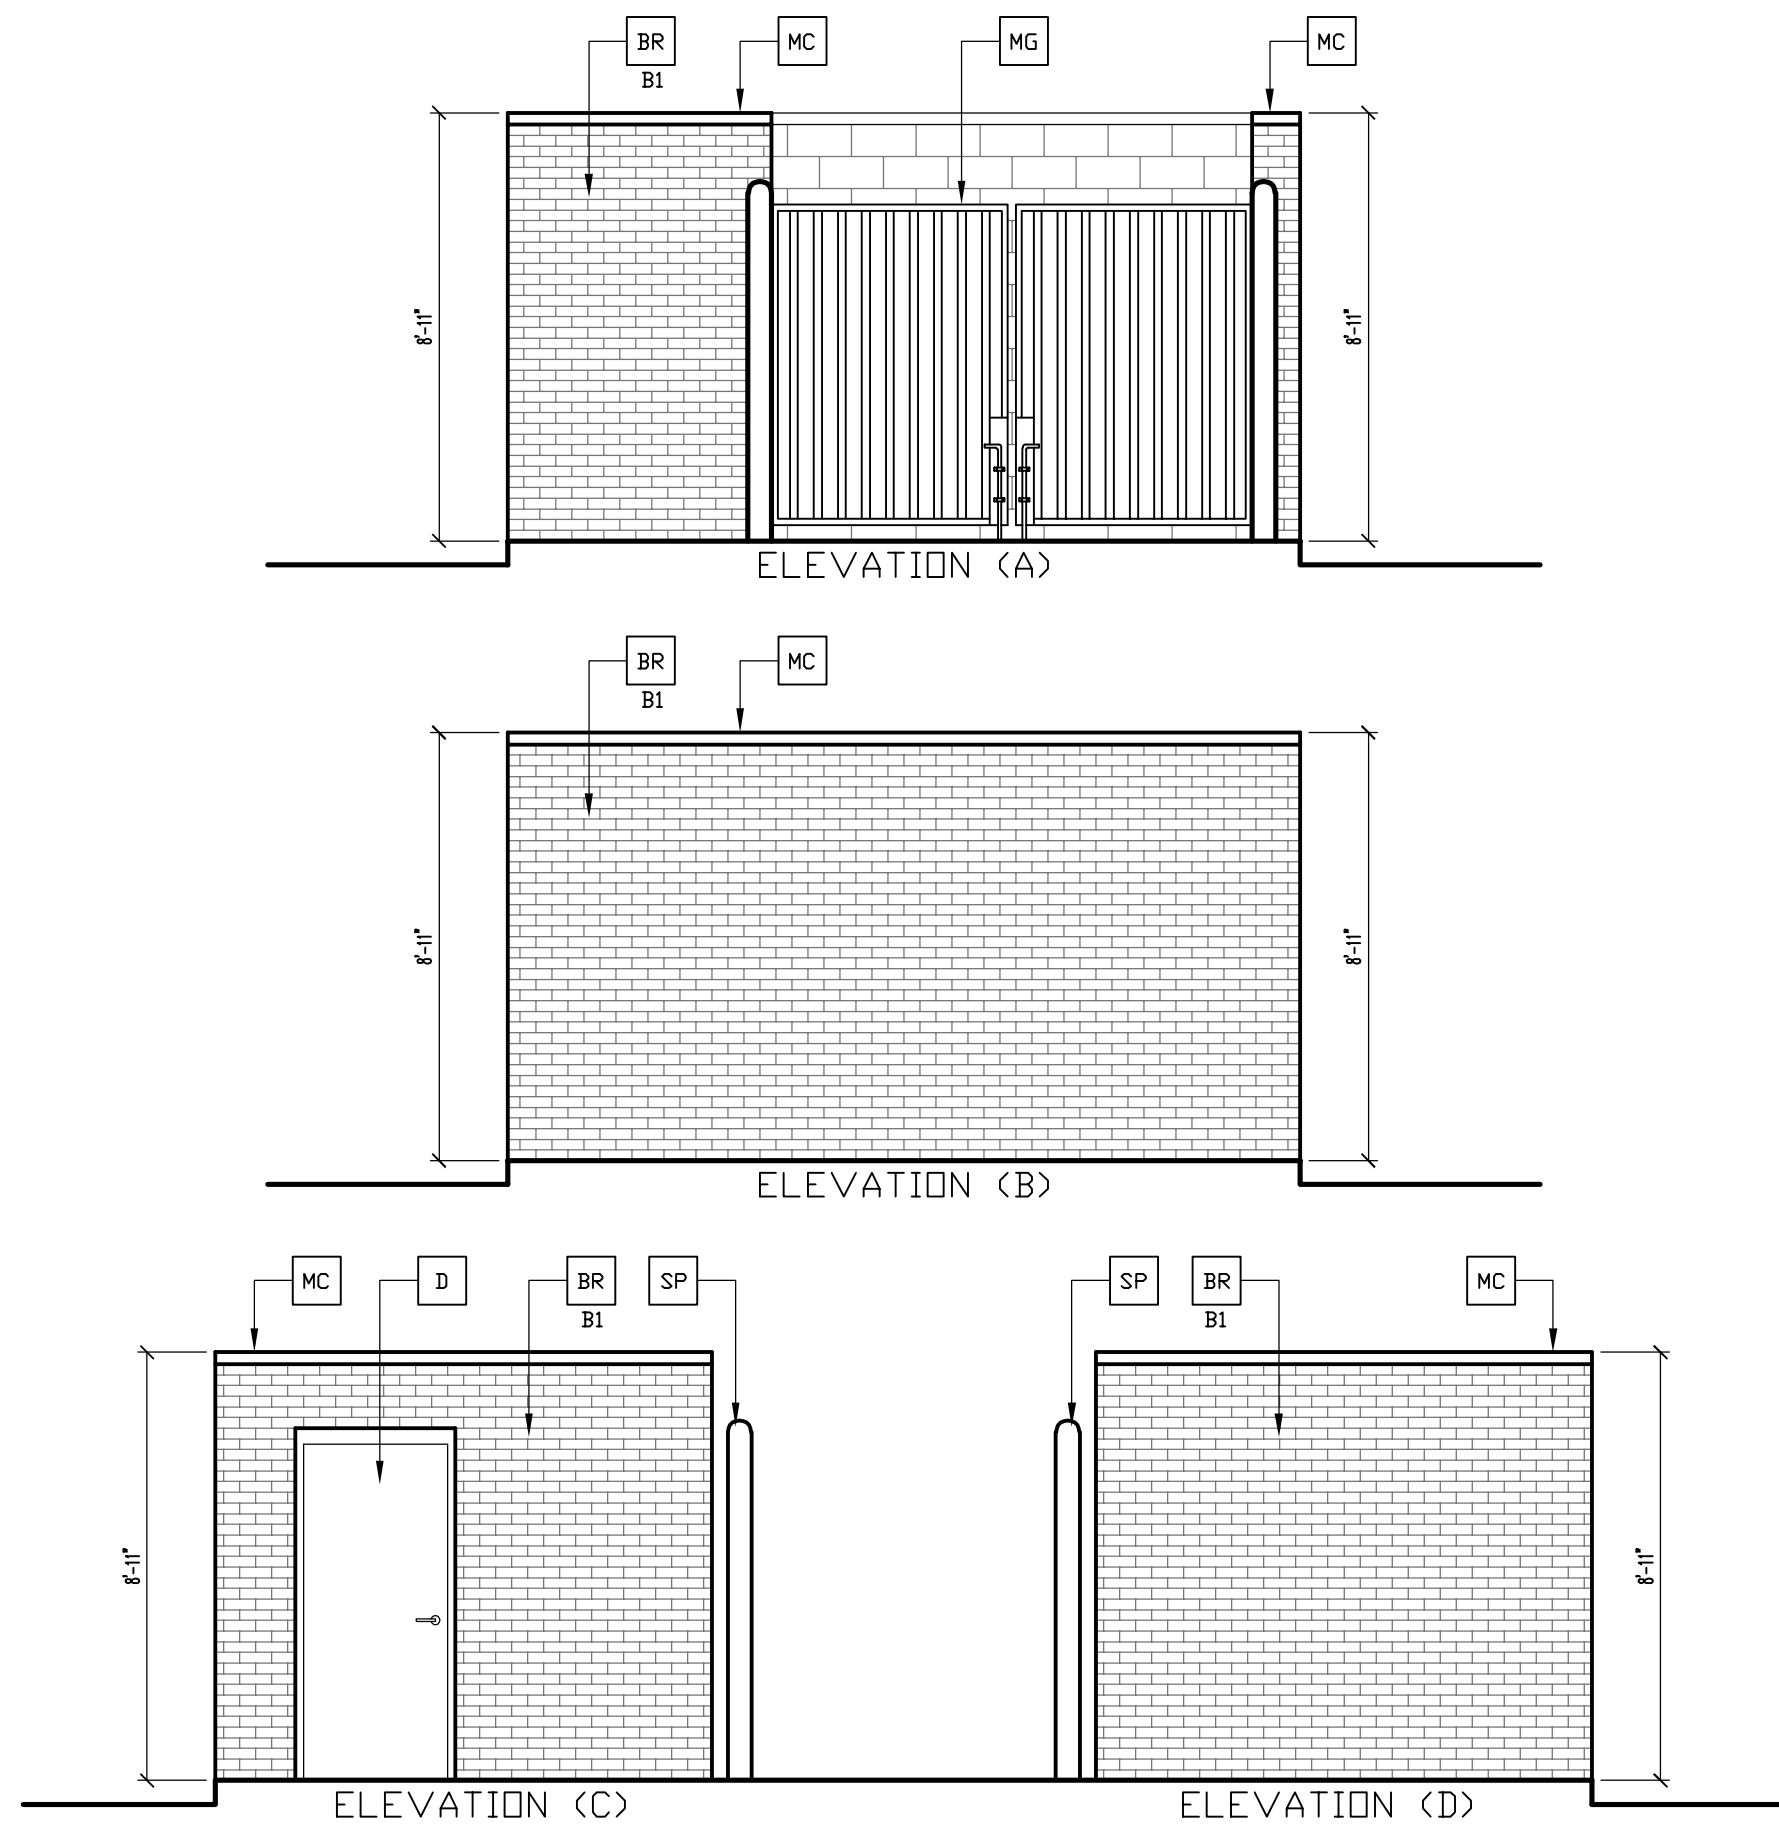 BR MC MG MC
B1
8'-11" 8'-11"
ELEVATION (A)
BR MC
B1
8'-11" 8'-11"
ELEVATION (B)
MC D BR SP SP BR MC
B1 B1
8'-11" 8'-11"
ELEVATION (C) ELEVATION (D)